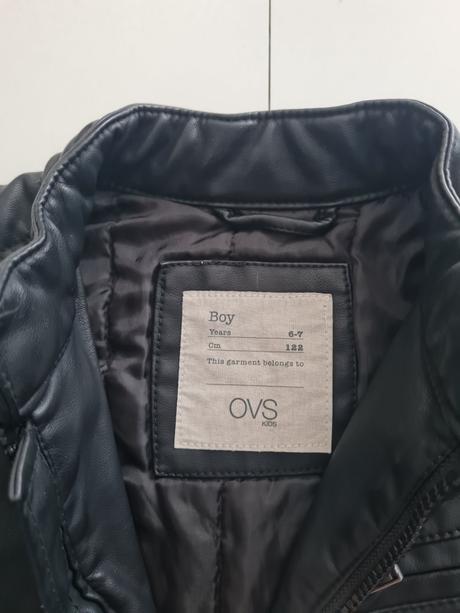 Boy
Years 6-7
Cm 122
This garment belongs to
OVS
KIDS